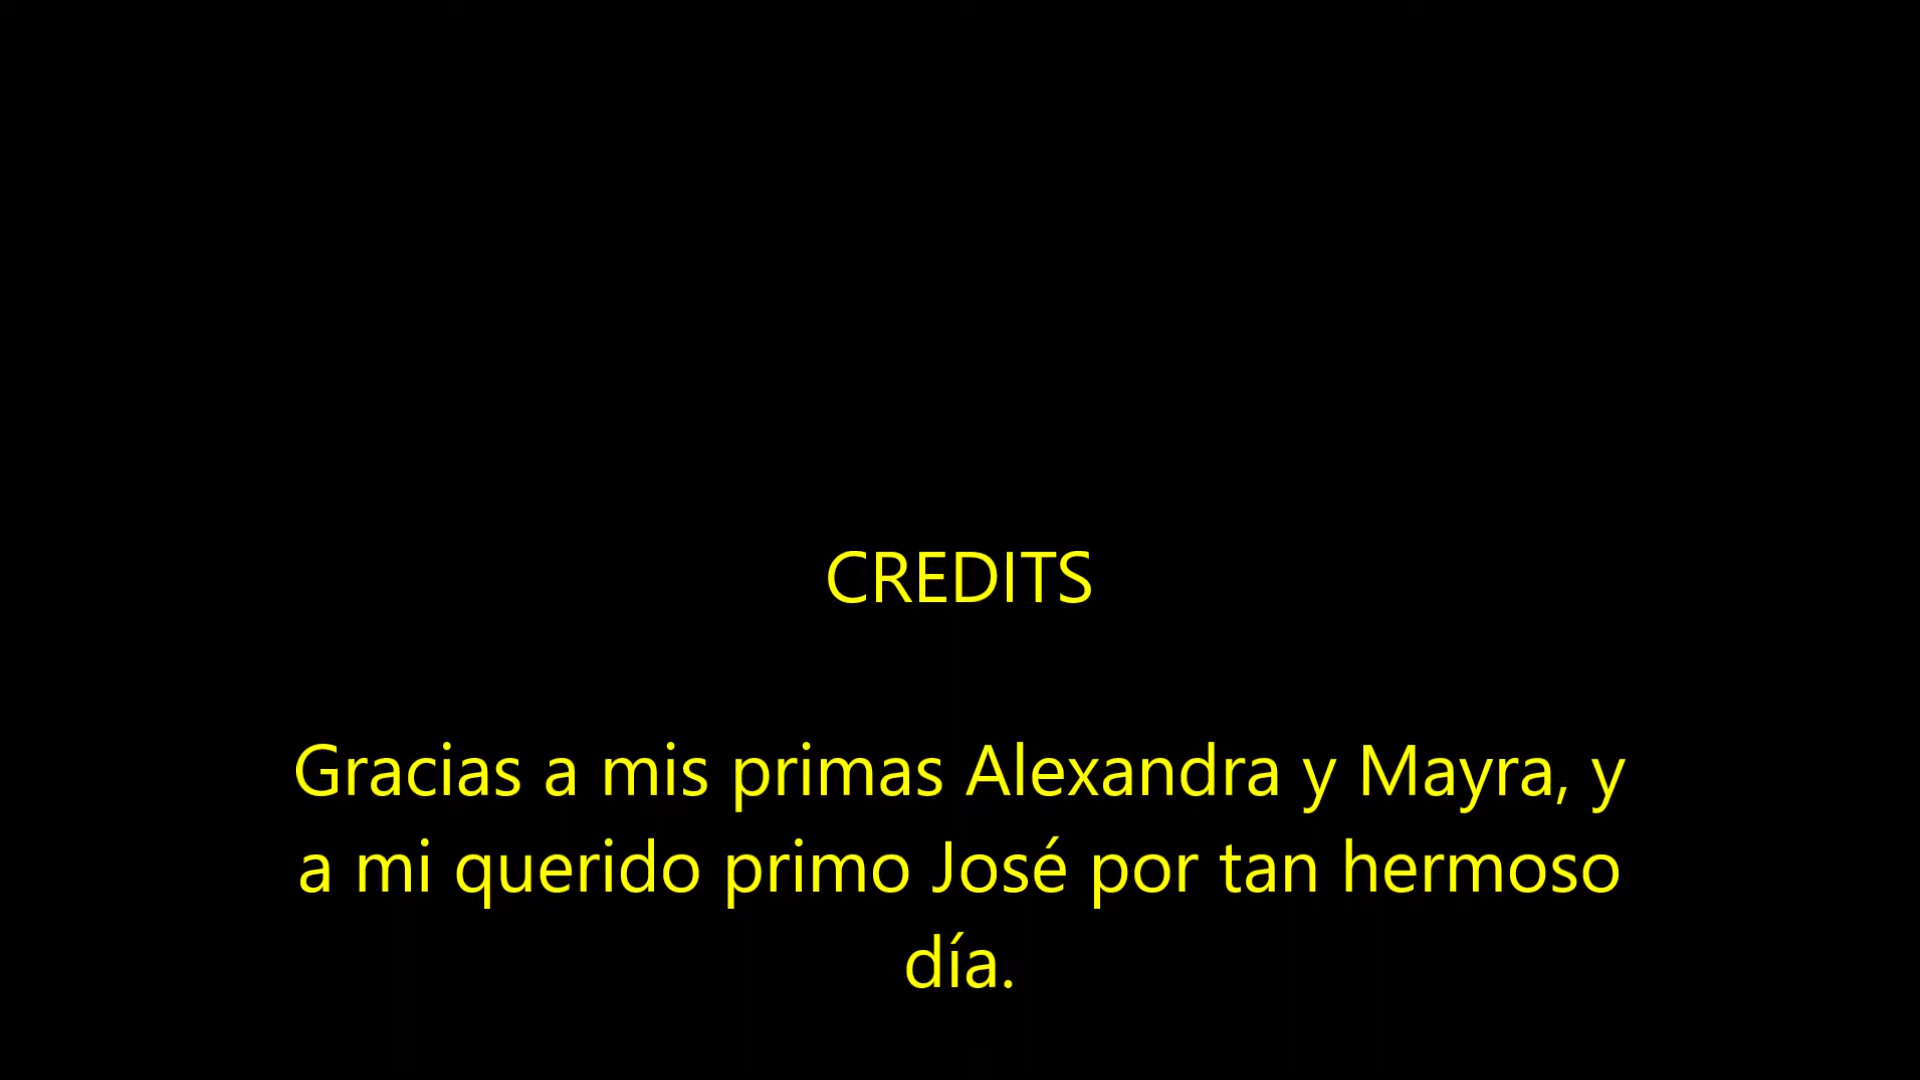 CREDITS
Gracias a mis primas Alexandra y Mayra, y
a mi querido primo José por tan hermoso
día.